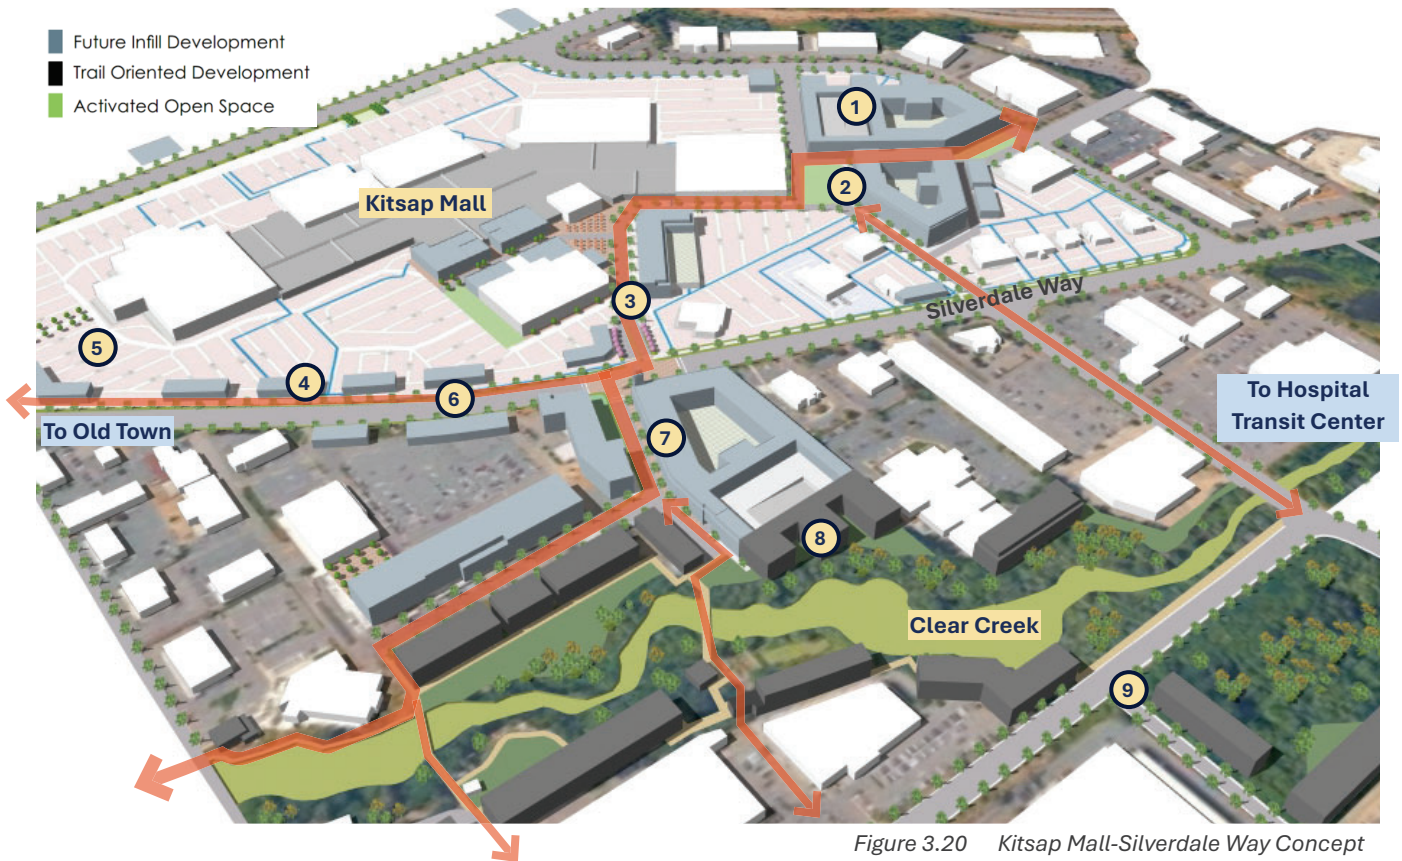 Future Infill Development
Trail Oriented Development
Activated Open Space
1
2
Kitsap Mall
3
Silverdale Way
5
4
6
To Hospital
Transit Center
To Old Town
7
8
Clear Creek
9
Figure 3.20 Kitsap Mall-Silverdale Way Concept